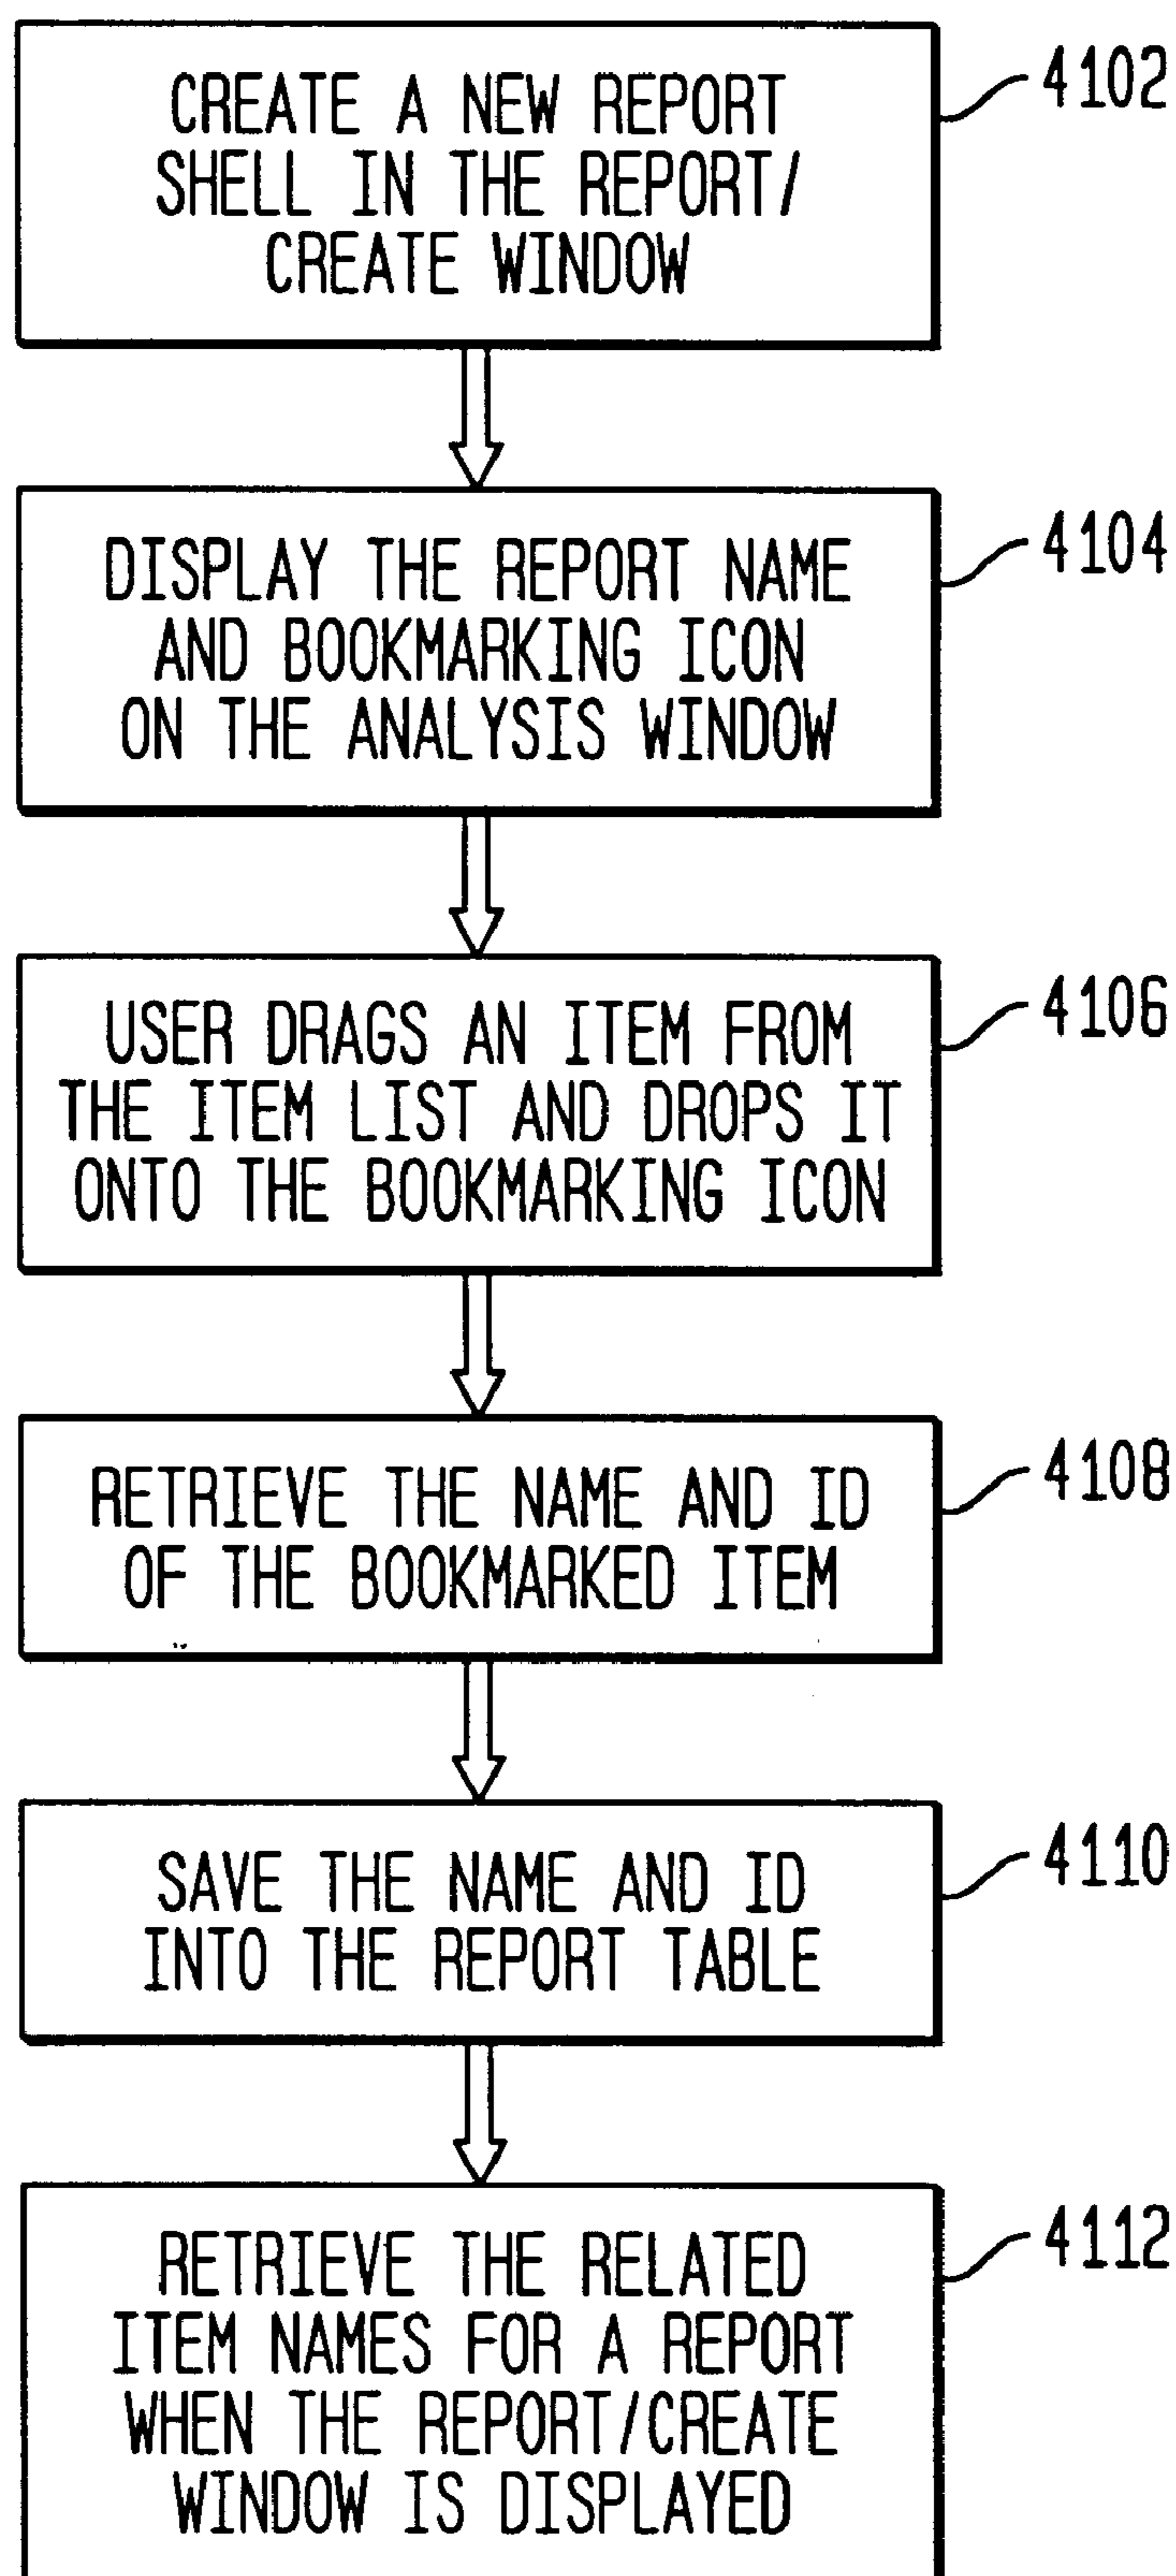 CREATE A NEW REPORT
SHELL IN THE REPORT/
CREATE WINDOW
4102
DISPLAY THE REPORT NAME
AND BOOKMARKING ICON
ON THE ANALYSIS WINDOW
4104
USER DRAGS AN ITEM FROM
THE ITEM LIST AND DROPS IT
ONTO THE BOOKMARKING ICON
4106
RETRIEVE THE NAME AND ID
OF THE BOOKMARKED ITEM
4108
SAVE THE NAME AND ID
INTO THE REPORT TABLE
4110
RETRIEVE THE RELATED
ITEM NAMES FOR A REPORT
WHEN THE REPORT/CREATE
WINDOW IS DISPLAYED
4112